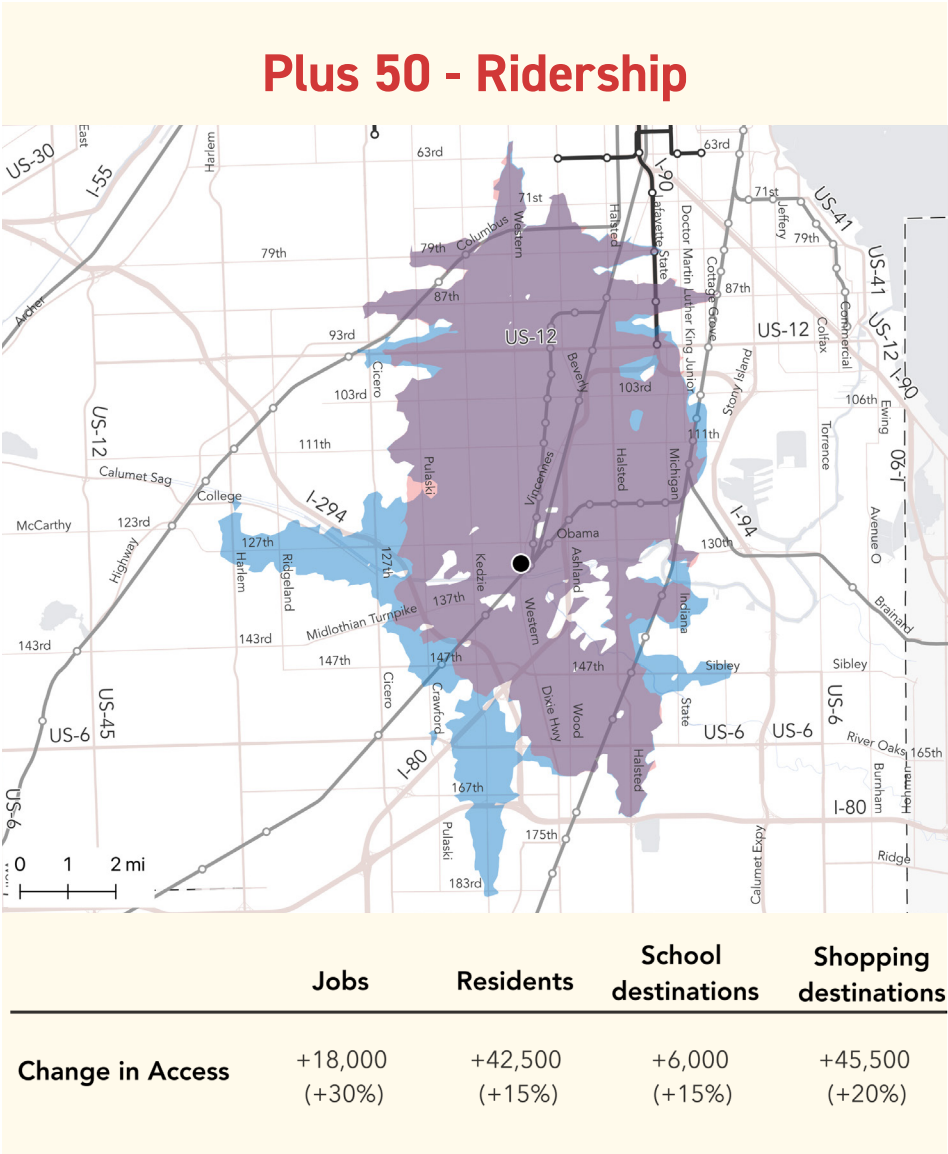 Plus 50 - Ridership
East
US-30
I-55
Harlem
63rd
I-90
63rd
71st
Western
Halsted
Lafayette State
71st
Jeffery
US-41
79th
79th
79th
Columbus
Doctor Martin Luther King Junior
Cottage Grove
US-41
87th
87th
Archer
93rd
US-12
US-12
Colfax
Commercial
US-12
I-90
Cicero
Beverly
Stony Island
103rd
103rd
106th
Ewing
US-12
111th
111th
Torrence
Pulaski
Vincennes
Halsted
Michigan
I-90
Calumet Sag
College
I-294
McCarthy
123rd
I-94
Avenue O
Obama
130th
Highway
127th
127th
Harlem
Ridgeland
Kedzie
Ashland
137th
Western
Indiana
Brainard
Midlothian Turnpike
143rd
143rd
147th
147th
147th
Sibley
Sibley
Cicero
Crawford
Dixie Hwy
Wood
State
US-6
US-45
US-6
US-6
US-6
River Oaks
165th
I-80
Halsted
Burnham
Hohman
167th
US-6
I-80
Pulaski
175th
Calumet Expy
Ridge
183rd
0 1 2 mi
Jobs
Residents
School
destinations
Shopping
destinations
Change in Access
+18,000
(+30%)
+42,500
(+15%)
+6,000
(+15%)
+45,500
(+20%)